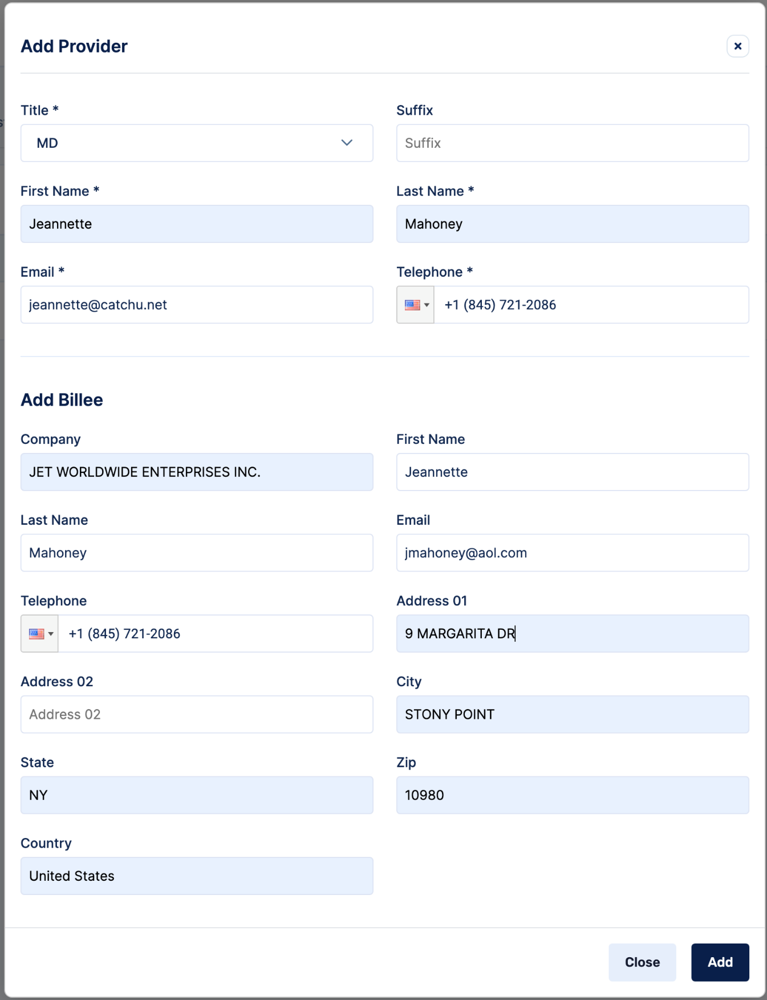 Add Provider
Title *
Suffix
MD
Suffix
First Name *
Last Name *
Jeannette
Mahoney
Email *
Telephone *
jeannette@catchu.net
+1 (845) 721-2086
Add Billee
Company
First Name
JET WORLDWIDE ENTERPRISES INC.
Jeannette
Last Name
Email
Mahoney
jmahoney@aol.com
Telephone
Address 01
+1 (845) 721-2086
9 MARGARITA DR
Address 02
City
Address 02
STONY POINT
State
Zip
NY
10980
Country
United States
Close
Add